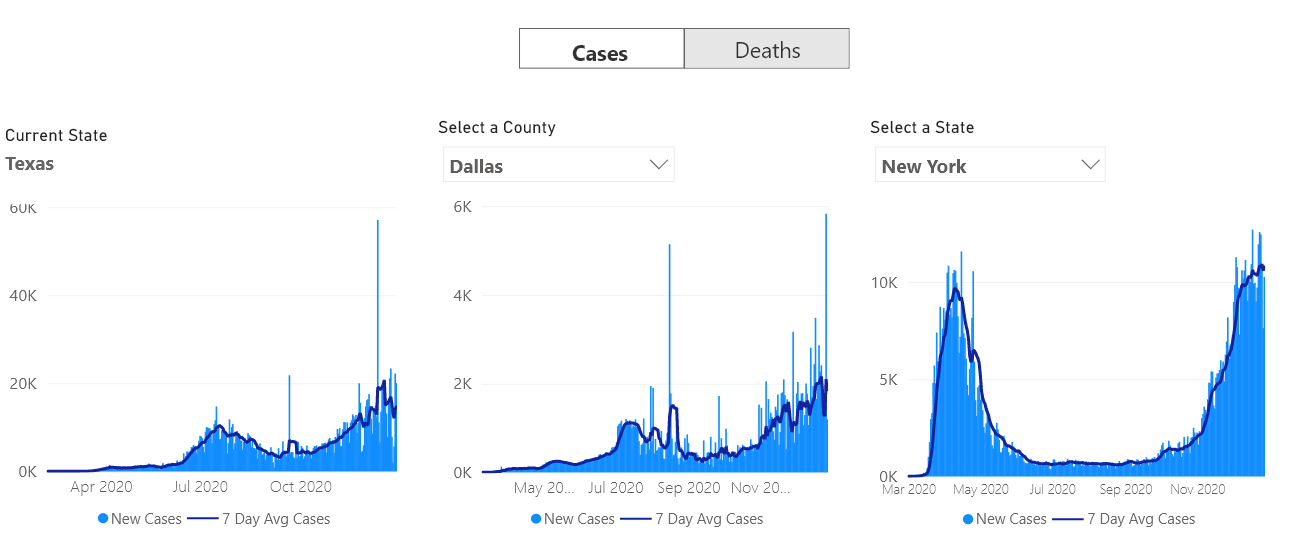 Cases
Deaths
Current State
Texas
60K
40K
20K
0K
Apr 2020
Jul 2020
Oct 2020
New Cases
7 Day Avg Cases
Select a County
Dallas
6K
4K
2K
0K
May 20...
Jul 2020
Sep 2020
Nov 20...
New Cases
7 Day Avg Cases
Select a State
New York
10K
5K
0K
Mar 2020
May 2020
Jul 2020
Sep 2020
Nov 2020
New Cases
7 Day Avg Cases